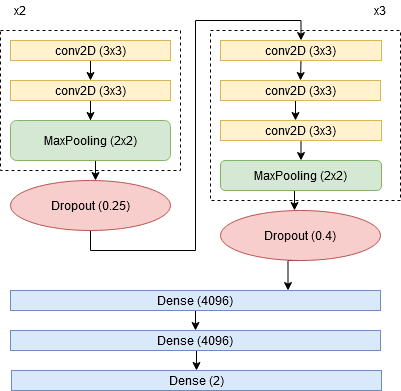 x2
conv2D (3x3)
conv2D (3x3)
MaxPooling (2x2)
Dropout (0.25)
x3
conv2D (3x3)
conv2D (3x3)
conv2D (3x3)
MaxPooling (2x2)
Dropout (0.4)
Dense (4096)
Dense (4096)
Dense (2)